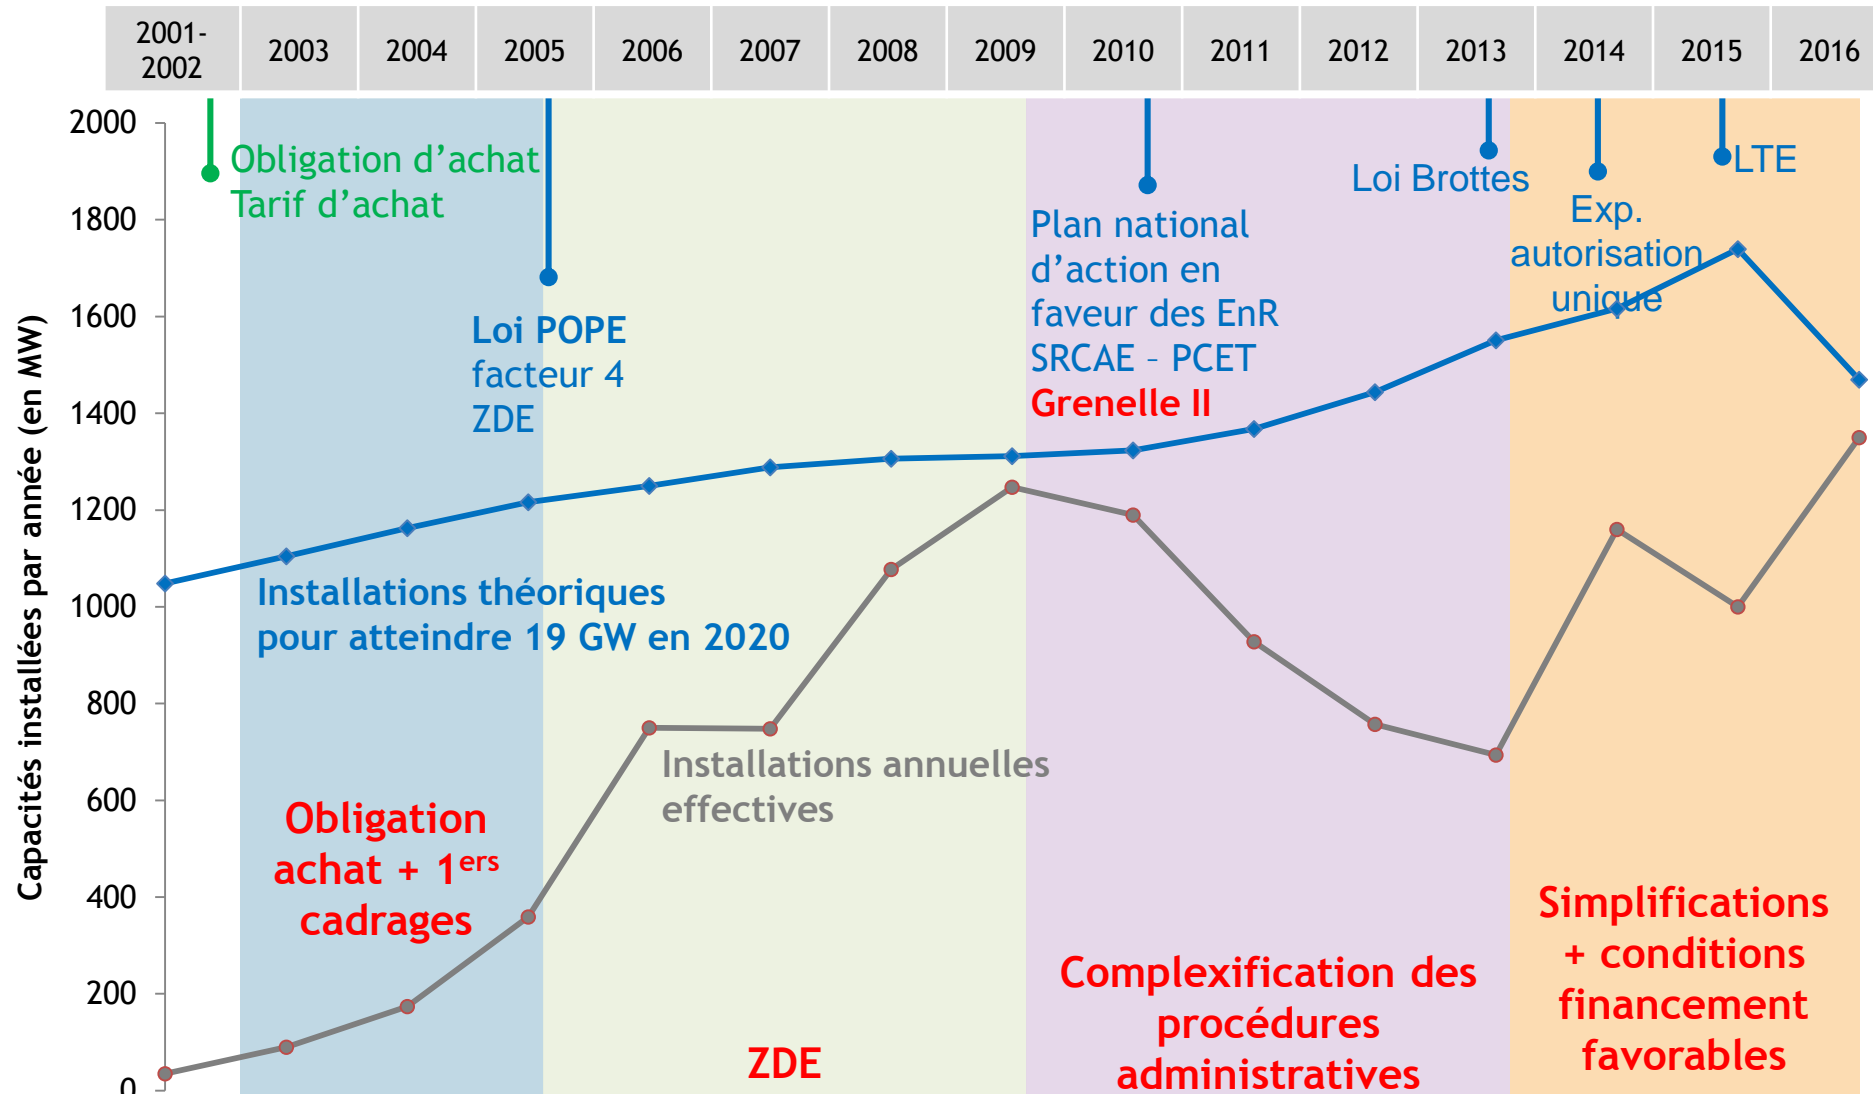 2001-
2002
2003
2004
2005
2006
2007
2008
2009
2010
2011
2012
2013
2014
2015
2016
Capacités installées par année (en MW)
2000
1800
1600
1400
1200
1000
800
600
400
200
0
Obligation d’achat
Tarif d’achat
Loi POPE
facteur 4
ZDE
Plan national
d’action en
faveur des EnR
SRCAE – PCET
Grenelle II
Loi Brottes
Exp.
autorisation
unique
LTE
Installations théoriques
pour atteindre 19 GW en 2020
Installations annuelles
effectives
Obligation
achat + 1ers
cadrages
ZDE
Complexification des
procédures
administratives
Simplifications
+ conditions
financement
favorables